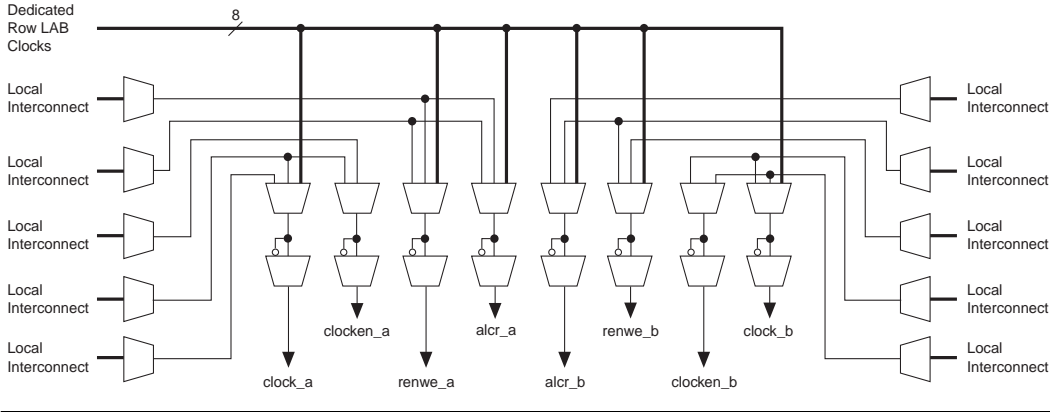 Dedicated
Row LAB
Clocks
8
Local
Interconnect
Local
Interconnect
Local
Interconnect
Local
Interconnect
Local
Interconnect
Local
Interconnect
Local
Interconnect
Local
Interconnect
Local
Interconnect
Local
Interconnect
clocken_a
alcr_a
renwe_b
clock_b
clock_a
renwe_a
alcr_b
clocken_b